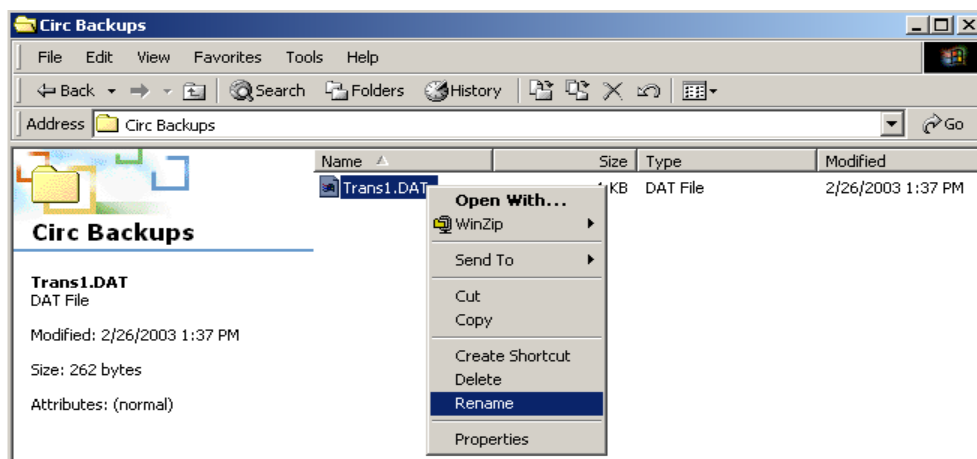 Circ Backups
File Edit View Favorites Tools Help
Back Search Folders History
Address Circ Backups Go
Name Size Type Modified
Trans1.DAT KB DAT File 2/26/2003 1:37 PM
Open With...
WinZip
Send To
Cut
Copy
Create Shortcut
Delete
Rename
Properties
Circ Backups
Trans1.DAT
DAT File
Modified: 2/26/2003 1:37 PM
Size: 262 bytes
Attributes: (normal)